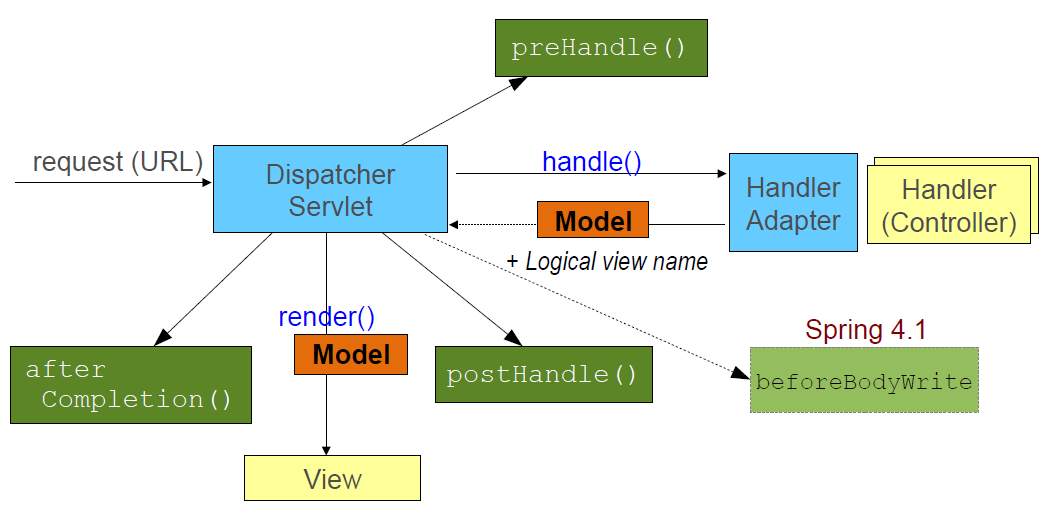 preHandle()
request (URL)
Dispatcher
Servlet
handle()
Handler
Adapter
Handler
(Controller)
Model
+ Logical view name
render()
Model
Spring 4.1
after
Completion()
postHandle()
beforeBodyWrite
View